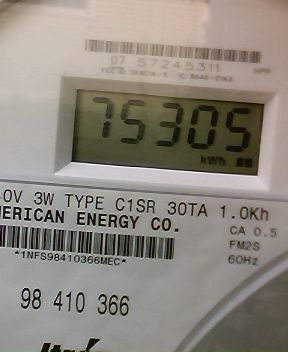 07 57245311 HPP
75305
kWh
0V 3W TYPE C1SR 30TA 1.0Kh
ERICAN ENERGY CO.
CA 0.5
FM2S
60Hz
*1NFS98410366MEC*
98 410 366